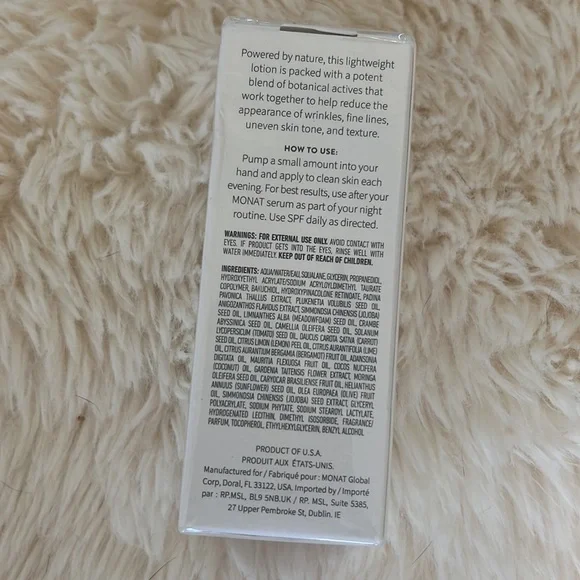 Powered by nature, this lightweight
lotion is packed with a potent
blend of botanical actives that
work together to help reduce the
appearance of wrinkles, fine lines,
uneven skin tone, and texture.
HOW TO USE:
Pump a small amount into your
hand and apply to clean skin each
evening. For best results, use after your
MONAT serum as part of your night
routine. Use SPF daily as directed.
WARNINGS: FOR EXTERNAL USE ONLY. AVOID CONTACT WITH
EYES. IF PRODUCT GETS INTO THE EYES, RINSE WELL WITH
WATER IMMEDIATELY. KEEP OUT OF REACH OF CHILDREN.
INGREDIENTS: AQUA/WATER/EAU, SQUALANE, GLYCERIN, PROPANEDIOL,
HYDROXYETHYL ACRYLATE/SODIUM ACRYLOYLDIMETHYL TAURATE
COPOLYMER, BAKUCHIOL, HYDROXYPINACOLONE RETINOATE, PADINA
PAVONICA THALLUS EXTRACT, PLUKENETIA VOLUBILIS SEED OIL,
ANIGOZANTHOS FLAVIDUS EXTRACT, SIMMONDSIA CHINENSIS (JOJOBA)
SEED OIL, LIMNANTHES ALBA (MEADOWFOAM) SEED OIL, CRAMBE
ABYSSINICA SEED OIL, CAMELLIA OLEIFERA SEED OIL, SOLANUM
LYCOPERSICUM (TOMATO) SEED OIL, DAUCUS CAROTA SATIVA (CARROT)
SEED OIL, CITRUS LIMON (LEMON) PEEL OIL, CITRUS AURANTIFOLIA (LIME)
OIL, CITRUS AURANTIUM BERGAMIA (BERGAMOT) FRUIT OIL, ADANSONIA
DIGITATA OIL, MAURITIA FLEXUOSA FRUIT OIL, COCOS NUCIFERA
(COCONUT) OIL, GARDENIA TAITENSIS FLOWER EXTRACT, MORINGA
OLEIFERA SEED OIL, CARYOCAR BRASILIENSE FRUIT OIL, HELIANTHUS
ANNUUS (SUNFLOWER) SEED OIL, OLEA EUROPAEA (OLIVE) FRUIT
OIL, SIMMONDSIA CHINENSIS (JOJOBA) SEED EXTRACT, GLYCERYL
POLYACRYLATE, SODIUM PHYTATE, SODIUM STEAROYL LACTYLATE,
HYDROGENATED LECITHIN, DIMETHYL ISOSORBIDE, FRAGRANCE/
PARFUM, TOCOPHEROL, ETHYLHEXYLGLYCERIN, BENZYL ALCOHOL
PRODUCT OF U.S.A.
PRODUIT AUX ÉTATS-UNIS.
Manufactured for / Fabriqué pour : MONAT Global
Corp, Doral, FL 33122, USA. Imported by / Importé
par : RP.MSL, BL9 5NB.UK / RP. MSL, Suite 5385,
27 Upper Pembroke St, Dublin. IE